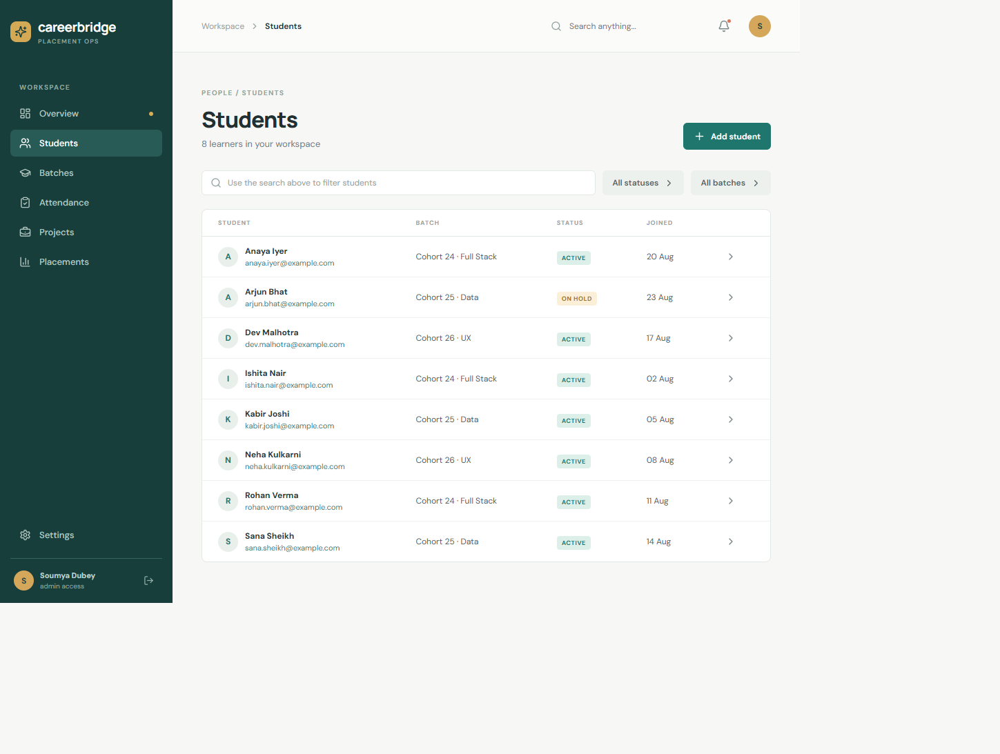 careerbridge
PLACEMENT OPS
WORKSPACE
Overview
Students
Batches
Attendance
Projects
Placements
Settings
S
Soumya Dubey
admin access
Workspace > Students
Search anything...
S
PEOPLE / STUDENTS
Students
8 learners in your workspace
+ Add student
Use the search above to filter students
All statuses >
All batches >
STUDENT BATCH STATUS JOINED
A Anaya Iyer Cohort 24 · Full Stack ACTIVE 20 Aug >
anaya.iyer@example.com
A Arjun Bhat Cohort 25 · Data ON HOLD 23 Aug >
arjun.bhat@example.com
D Dev Malhotra Cohort 26 · UX ACTIVE 17 Aug >
dev.malhotra@example.com
I Ishita Nair Cohort 24 · Full Stack ACTIVE 02 Aug >
ishita.nair@example.com
K Kabir Joshi Cohort 25 · Data ACTIVE 05 Aug >
kabir.joshi@example.com
N Neha Kulkarni Cohort 26 · UX ACTIVE 08 Aug >
neha.kulkarni@example.com
R Rohan Verma Cohort 24 · Full Stack ACTIVE 11 Aug >
rohan.verma@example.com
S Sana Sheikh Cohort 25 · Data ACTIVE 14 Aug >
sana.sheikh@example.com